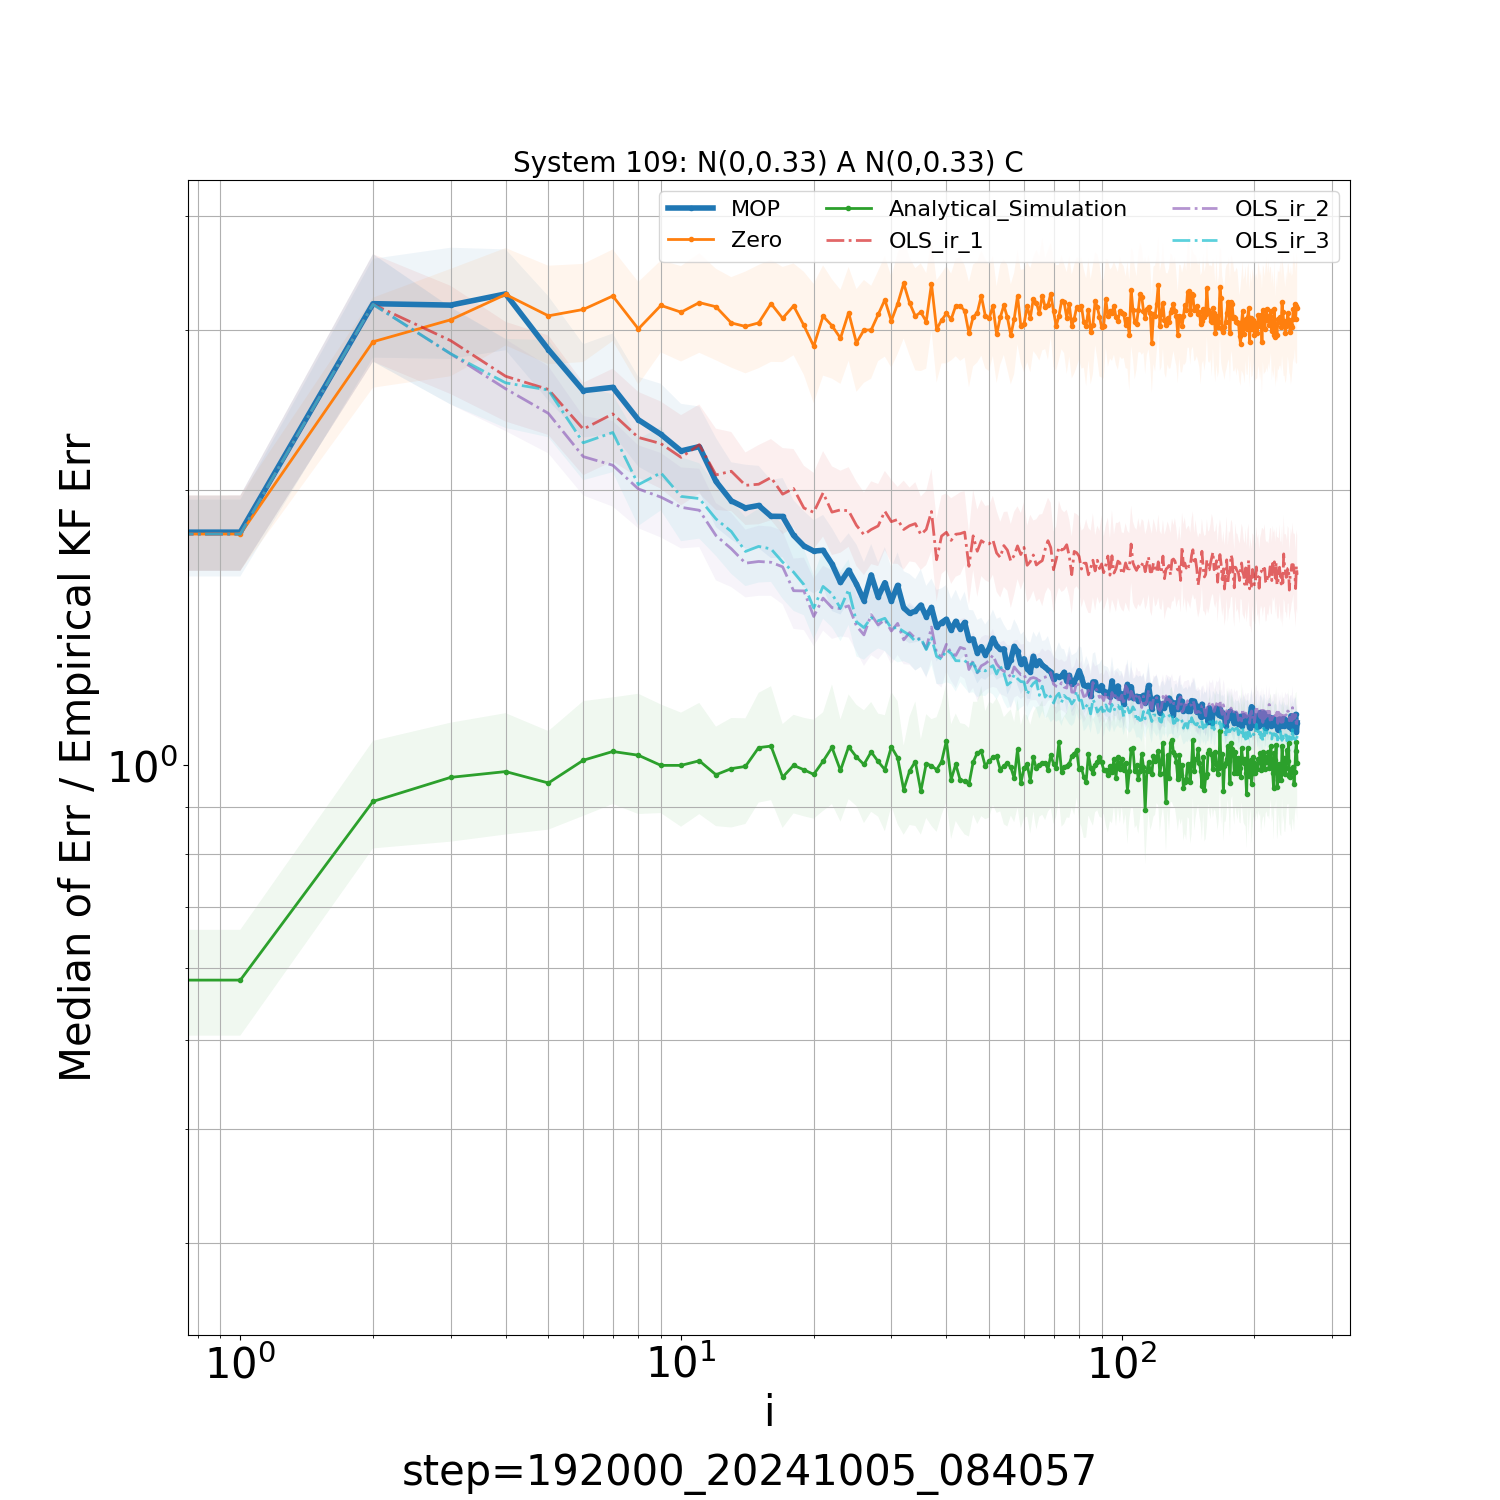 System 109: N(0,0.33) A N(0,0.33) C
MOP
Zero
Analytical_Simulation
OLS_ir_1
OLS_ir_2
OLS_ir_3
Median of Err / Empirical KF Err
10⁰
10⁰
10¹
10²
i
step=192000_20241005_084057